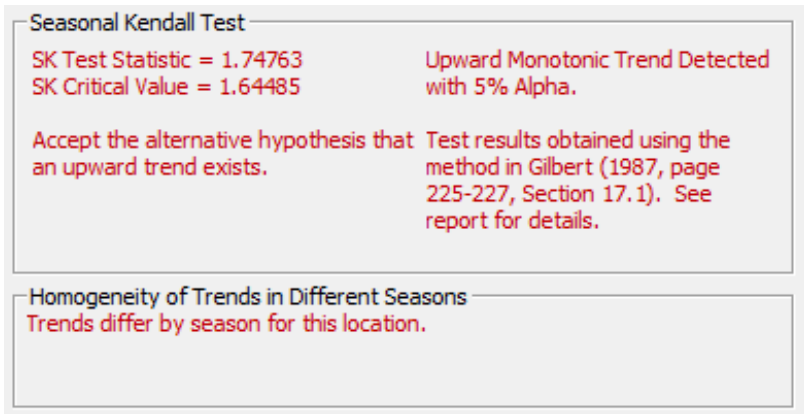 Seasonal Kendall Test
SK Test Statistic = 1.74763
SK Critical Value = 1.64485
Accept the alternative hypothesis that
an upward trend exists.
Upward Monotonic Trend Detected
with 5% Alpha.
Test results obtained using the
method in Gilbert (1987, page
225-227, Section 17.1).  See
report for details.
Homogeneity of Trends in Different Seasons
Trends differ by season for this location.